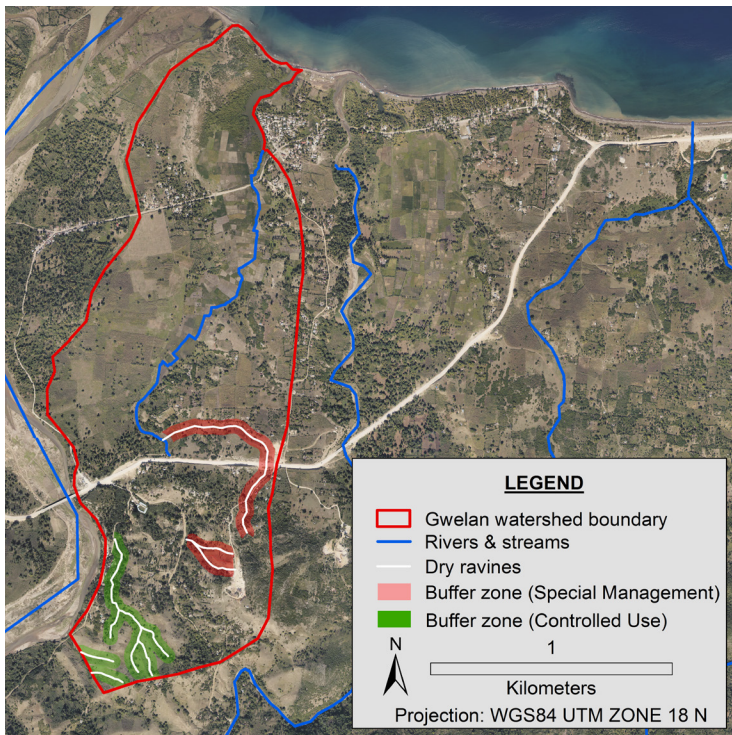 LEGEND
Gwelan watershed boundary
Rivers & streams
Dry ravines
Buffer zone (Special Management)
Buffer zone (Controlled Use)
N
1
Kilometers
Projection: WGS84 UTM ZONE 18 N